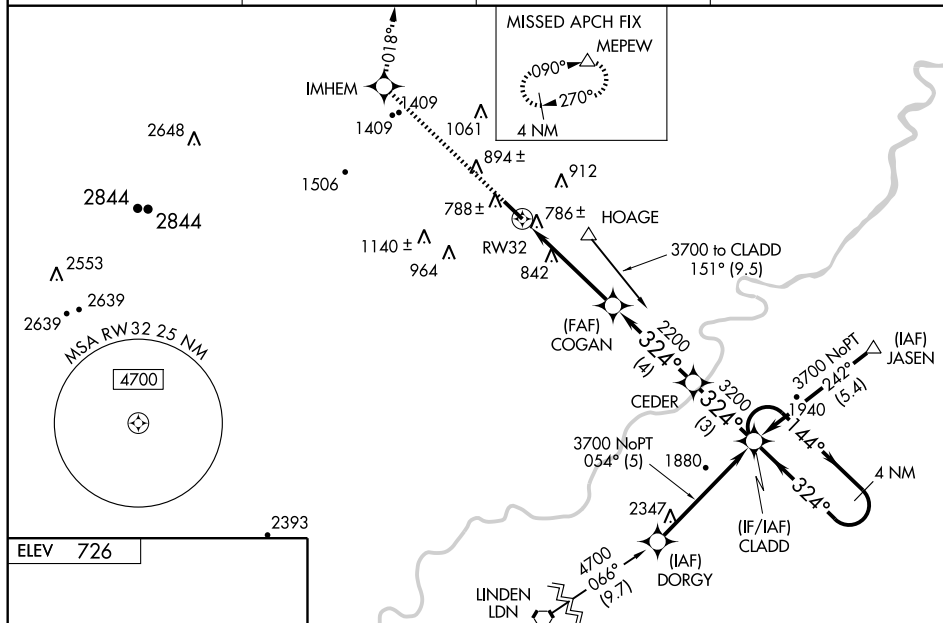 MISSED APCH FIX
MEPEW
090°
270°
4 NM
018°
IMHEM
1409
1409
1061
2648
894 ±
1506
912
2844
2844
788 ±
786 ±
HOAGE
RW32
1140 ±
964
842
3700 to CLADD
151° (9.5)
2553
2639
2639
(FAF)
COGAN
2200
324°
(4)
MSA RW 32 25 NM
4700
CEDER
3200
324°
(3)
3700 NoPT
242°
(5.4)
(IAF)
JASEN
1940
144°
3700 NoPT
054° (5)
1880
4 NM
324°
2347
(IF/IAF)
CLADD
2393
ELEV 726
4700
066°
(9.7)
(IAF)
DORGY
LINDEN
LDN